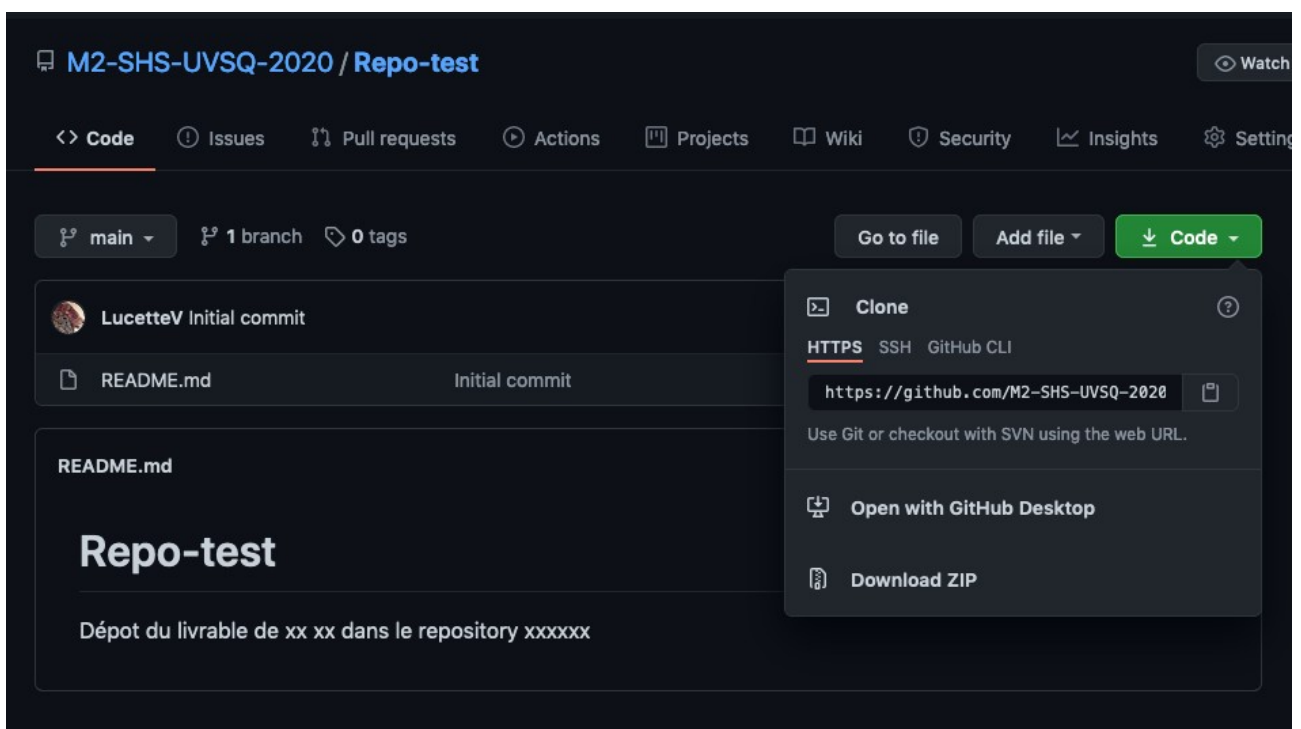 M2-SHS-UVSQ-2020 / Repo-test
Watch
<> Code Issues Pull requests Actions Projects Wiki Security Insights Setting
main 1 branch 0 tags
Go to file Add file Code
LucetteV Initial commit
README.md Initial commit
Clone
HTTPS SSH GitHub CLI
https://github.com/M2-SHS-UVSQ-2020
Use Git or checkout with SVN using the web URL.
Open with GitHub Desktop
Download ZIP
README.md
Repo-test
Dépot du livrable de xx xx dans le repository xxxxxx